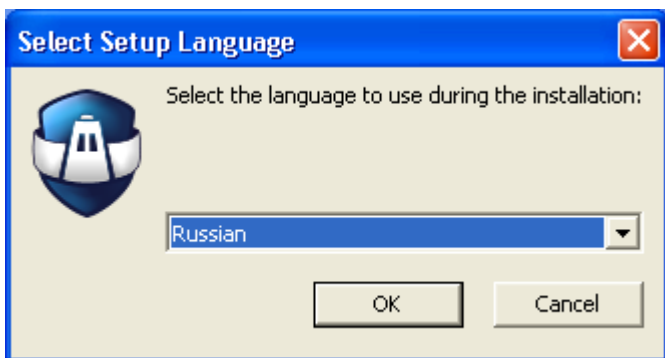 Select Setup Language
Select the language to use during the installation:
Russian
OK
Cancel